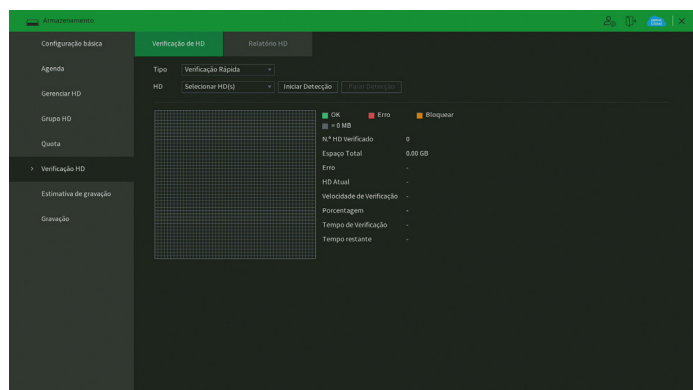 Armazenamento
Configuração básica
Agenda
Gerenciar HD
Grupo HD
Quota
> Verificação HD
Estimativa de gravação
Gravação
Verificação de HD Relatório HD
Tipo Verificação Rápida
HD Selecionar HD(s) Iniciar Detecção Parar Detecção
OK Erro Bloquear
= 0 MB
N.º HD Verificado 0
Espaço Total 0.00 GB
Erro -
HD Atual -
Velocidade de Verificação -
Porcentagem -
Tempo de Verificação -
Tempo restante -